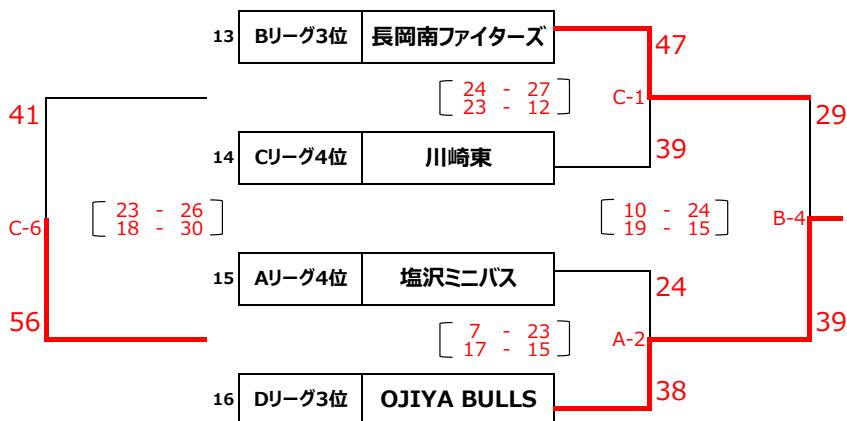 13 Bリーグ3位 長岡南ファイターズ
47
24 - 27
23 - 12
C-1
41
29
14 Cリーグ4位 川崎東
39
23 - 26
18 - 30
C-6
10 - 24
19 - 15
B-4
15 Aリーグ4位 塩沢ミニバス
24
56
7 - 23
17 - 15
A-2
39
16 Dリーグ3位 OJIYA BULLS
38